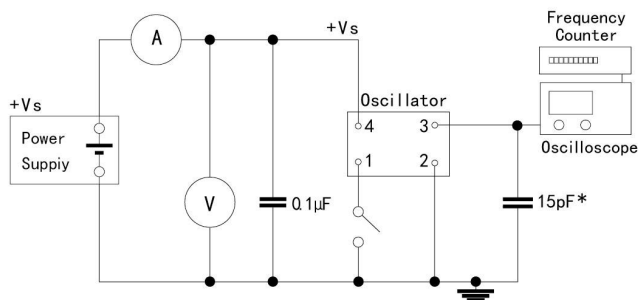 Frequency
Counter
A
+Vs
Oscillator
+Vs
Power
Suppiy
4
3
1
2
Oscilloscope
V
0.1μF
15pF*